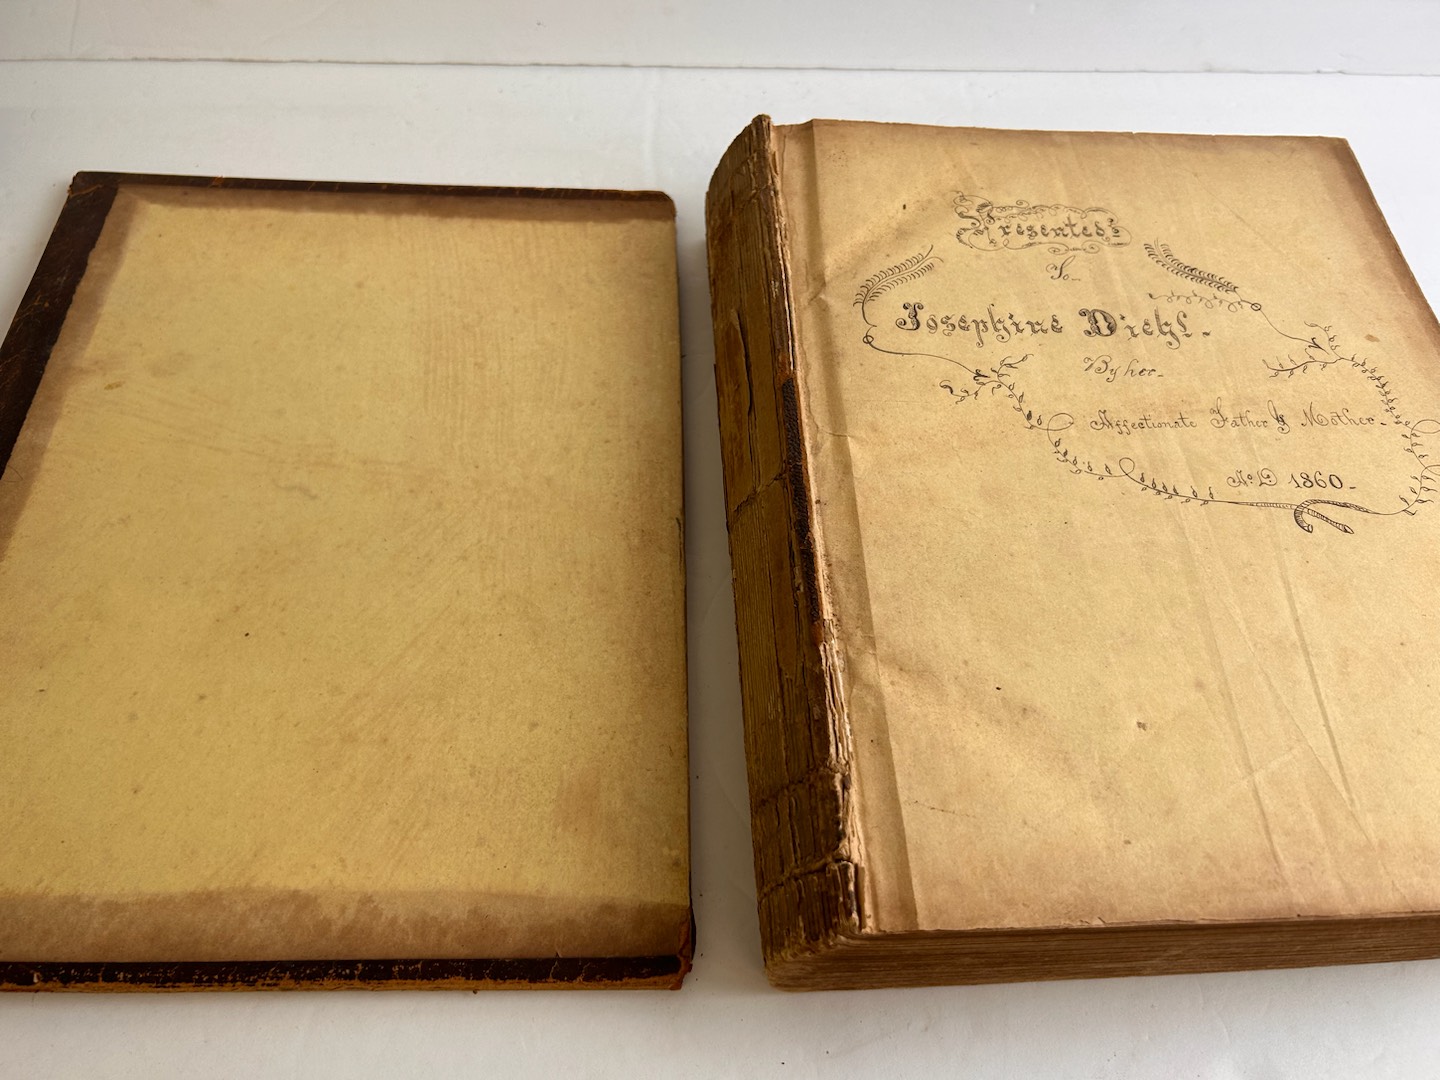 Presented
To-
Josephine Diehl.
By her-
Affectionate Father & Mother-
A.D 1860-